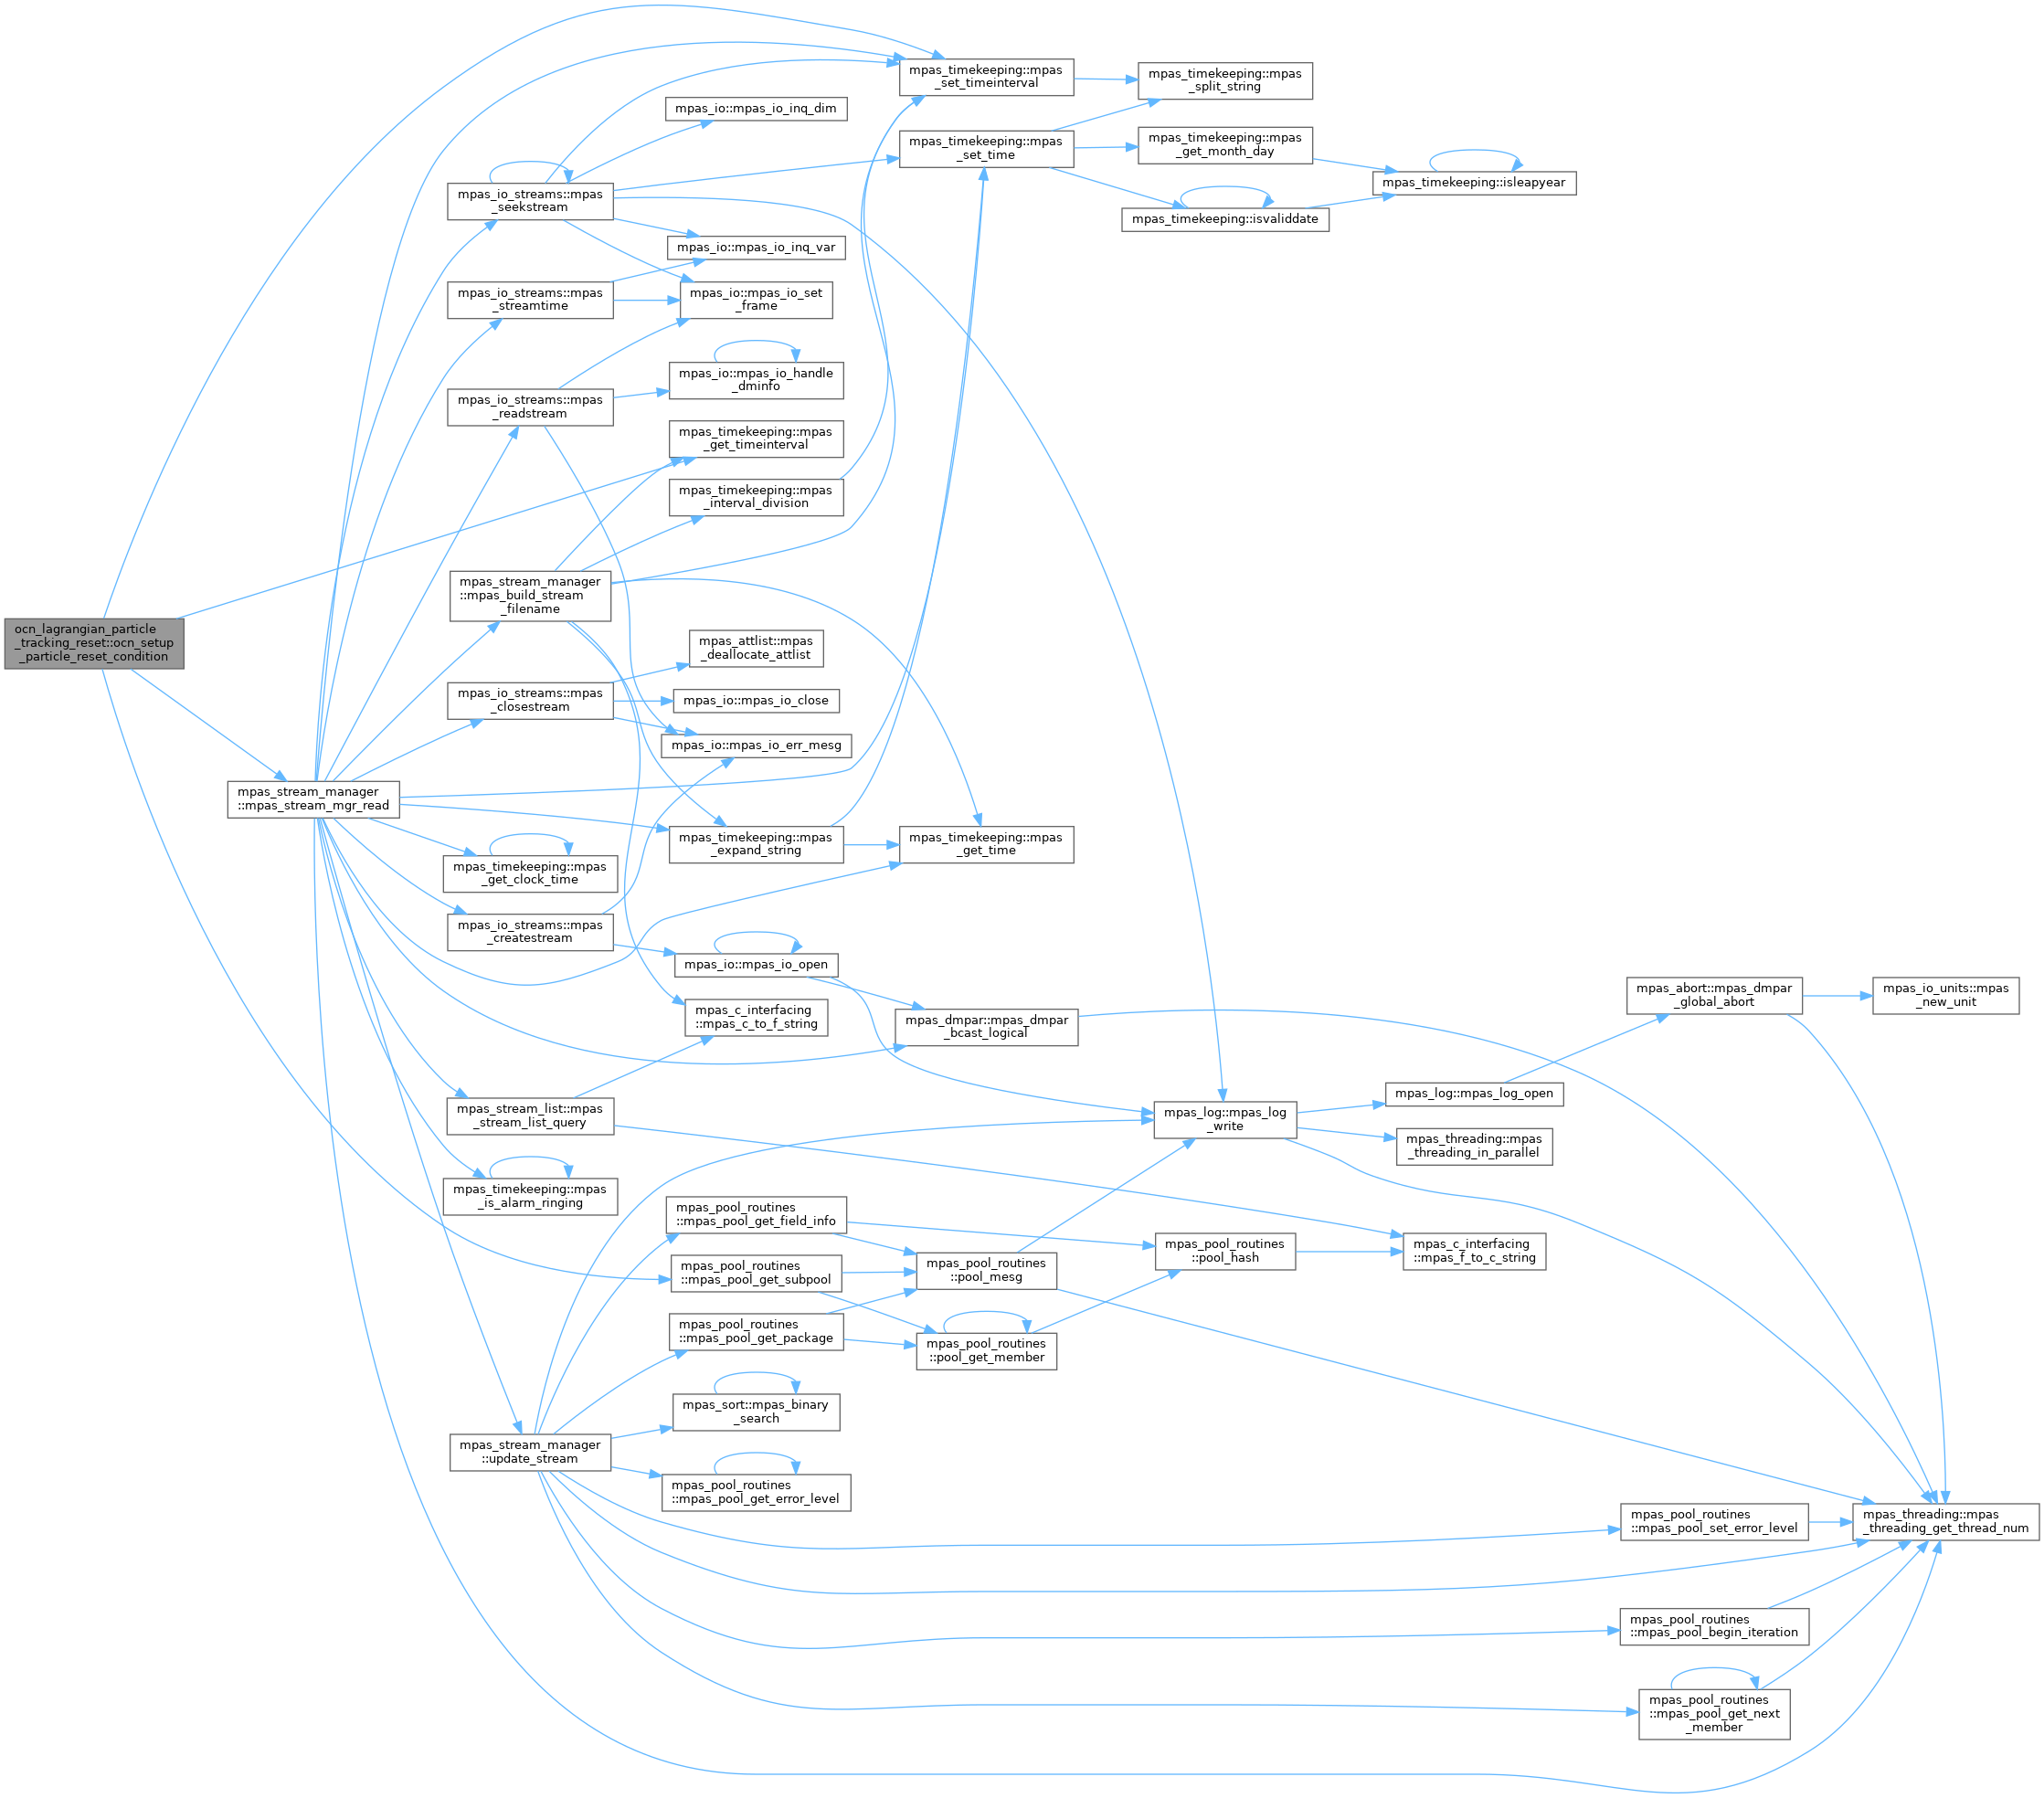 ocn_lagrangian_particle
_tracking_reset::ocn_setup
_particle_reset_condition
mpas_stream_manager
::mpas_stream_mgr_read
mpas_io_streams::mpas
_seekstream
mpas_io_streams::mpas
_streamtime
mpas_io_streams::mpas
_readstream
mpas_stream_manager
::mpas_build_stream
_filename
mpas_io_streams::mpas
_closestream
mpas_timekeeping::mpas
_get_clock_time
mpas_io_streams::mpas
_createstream
mpas_stream_list::mpas
_stream_list_query
mpas_timekeeping::mpas
_is_alarm_ringing
mpas_stream_manager
::update_stream
mpas_io::mpas_io_inq_dim
mpas_io::mpas_io_inq_var
mpas_io::mpas_io_set
_frame
mpas_io::mpas_io_handle
_dminfo
mpas_timekeeping::mpas
_get_timeinterval
mpas_timekeeping::mpas
_interval_division
mpas_attlist::mpas
_deallocate_attlist
mpas_io::mpas_io_close
mpas_io::mpas_io_err_mesg
mpas_timekeeping::mpas
_expand_string
mpas_io::mpas_io_open
mpas_c_interfacing
::mpas_c_to_f_string
mpas_pool_routines
::mpas_pool_get_field_info
mpas_pool_routines
::mpas_pool_get_subpool
mpas_pool_routines
::mpas_pool_get_package
mpas_sort::mpas_binary
_search
mpas_pool_routines
::mpas_pool_get_error_level
mpas_timekeeping::mpas
_set_timeinterval
mpas_timekeeping::mpas
_set_time
mpas_timekeeping::mpas
_get_time
mpas_dmpar::mpas_dmpar
_bcast_logical
mpas_pool_routines
::pool_mesg
mpas_pool_routines
::pool_get_member
mpas_timekeeping::mpas
_split_string
mpas_timekeeping::mpas
_get_month_day
mpas_timekeeping::isvaliddate
mpas_log::mpas_log
_write
mpas_pool_routines
::pool_hash
mpas_timekeeping::isleapyear
mpas_log::mpas_log_open
mpas_threading::mpas
_threading_in_parallel
mpas_c_interfacing
::mpas_f_to_c_string
mpas_abort::mpas_dmpar
_global_abort
mpas_pool_routines
::mpas_pool_set_error_level
mpas_pool_routines
::mpas_pool_begin_iteration
mpas_pool_routines
::mpas_pool_get_next
_member
mpas_io_units::mpas
_new_unit
mpas_threading::mpas
_threading_get_thread_num